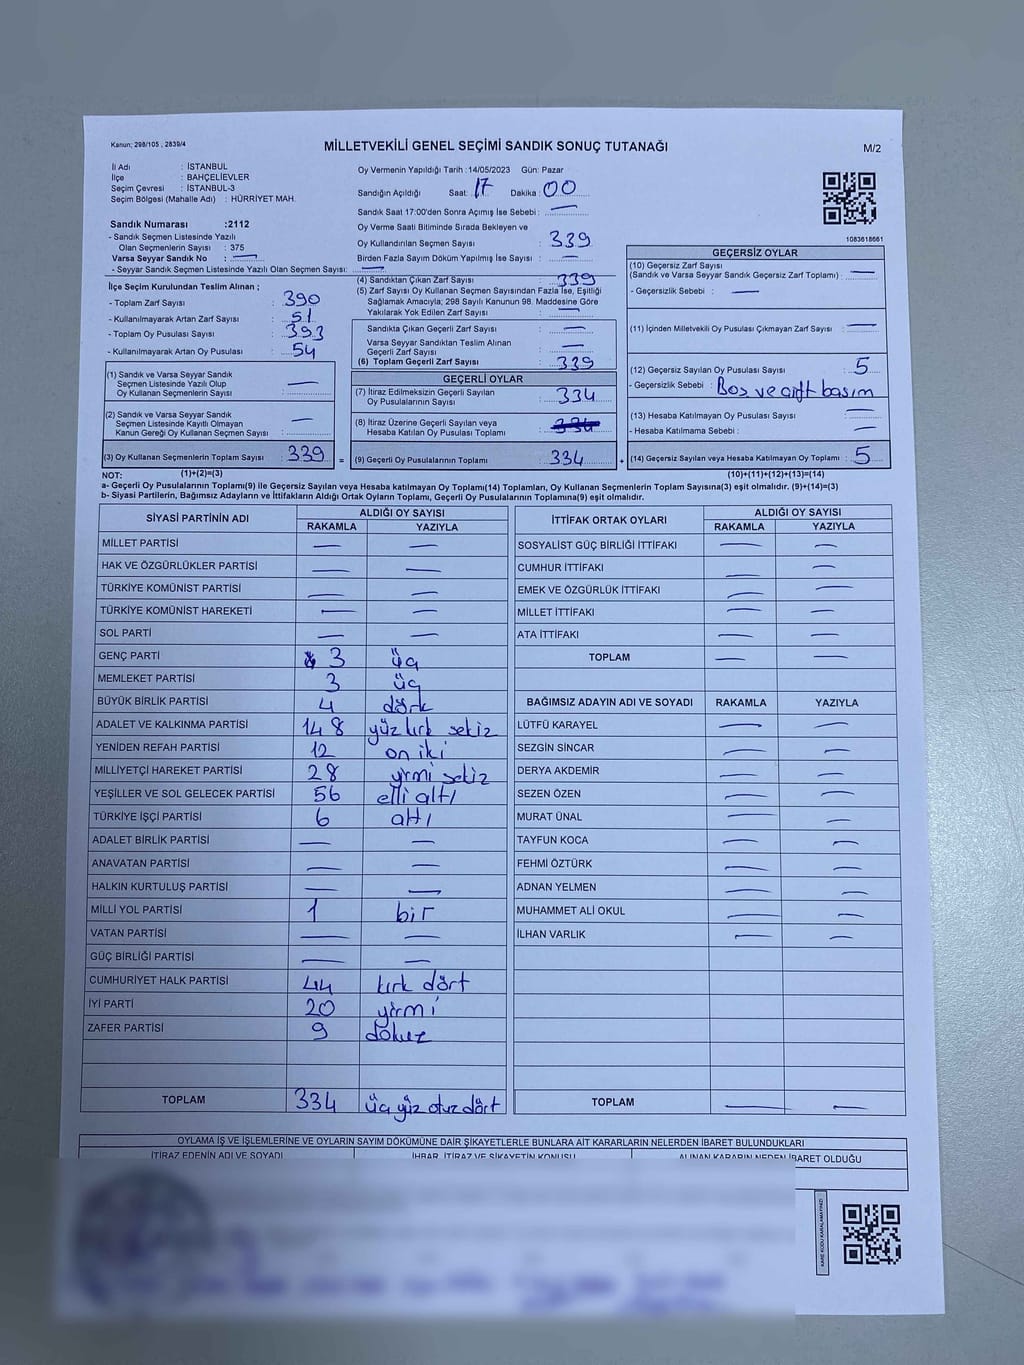 Kanun; 298/105 , 2839/4
MİLLETVEKİLİ GENEL SEÇİMİ SANDIK SONUÇ TUTANAĞI
M/2
İl Adı : İSTANBUL
İlçe : BAHÇELİEVLER
Seçim Çevresi : İSTANBUL-3
Seçim Bölgesi (Mahalle Adı) : HÜRRİYET MAH.
Sandık Numarası :2112
- Sandık Seçmen Listesinde Yazılı
Olan Seçmenlerin Sayısı : 375
Varsa Seyyar Sandık No : —
- Seyyar Sandık Seçmen Listesinde Yazılı Olan Seçmen Sayısı: —
Oy Vermenin Yapıldığı Tarih :14/05/2023 Gün: Pazar
Sandığın Açıldığı Saat: 17 Dakika : 00
Sandık Saat 17:00'den Sonra Açımış İse Sebebi : —
Oy Verme Saati Bitiminde Sırada Bekleyen ve
Oy Kullandırılan Seçmen Sayısı : 339
Birden Fazla Sayım Döküm Yapılmış İse Sayısı : —
1083618661
İlçe Seçim Kurulundan Teslim Alınan ;
- Toplam Zarf Sayısı : 390
- Kullanılmayarak Artan Zarf Sayısı : 51
- Toplam Oy Pusulası Sayısı : 393
- Kullanılmayarak Artan Oy Pusulası : 54
(1) Sandık ve Varsa Seyyar Sandık
Seçmen Listesinde Yazılı Olup
Oy Kullanan Seçmenlerin Sayısı : —
(2) Sandık ve Varsa Seyyar Sandık
Seçmen Listesinde Kayıtlı Olmayan
Kanun Gereği Oy Kullanan Seçmen Sayısı : —
(3) Oy Kullanan Seçmenlerin Toplam Sayısı : 339
(1)+(2)=(3)
(4) Sandıktan Çıkan Zarf Sayısı : 339
(5) Zarf Sayısı Oy Kullanan Seçmen Sayısından Fazla İse, Eşitliği
Sağlamak Amacıyla; 298 Sayılı Kanunun 98. Maddesine Göre
Yakılarak Yok Edilen Zarf Sayısı : —
Sandıkta Çıkan Geçerli Zarf Sayısı : —
Varsa Seyyar Sandıktan Teslim Alınan
Geçerli Zarf Sayısı : —
(6) Toplam Geçerli Zarf Sayısı : 339
GEÇERLİ OYLAR
(7) İtiraz Edilmeksizin Geçerli Sayılan
Oy Pusulalarının Sayısı : 334
(8) İtiraz Üzerine Geçerli Sayılan veya
Hesaba Katılan Oy Pusulası Toplamı :
= (9) Geçerli Oy Pusulalarının Toplamı : 334 +
GEÇERSİZ OYLAR
(10) Geçersiz Zarf Sayısı
(Sandık ve Varsa Seyyar Sandık Geçersiz Zarf Toplamı) : —
- Geçersizlik Sebebi : —
(11) İçinden Milletvekili Oy Pusulası Çıkmayan Zarf Sayısı : —
(12) Geçersiz Sayılan Oy Pusulası Sayısı : 5
- Geçersizlik Sebebi : Boş ve çift basım
(13) Hesaba Katılmayan Oy Pusulası Sayısı : —
- Hesaba Katılmama Sebebi : —
(14) Geçersiz Sayılan veya Hesaba Katılmayan Oy Toplamı : 5
(10)+(11)+(12)+(13)=(14)
NOT:
a- Geçerli Oy Pusulalarının Toplamı(9) ile Geçersiz Sayılan veya Hesaba Katılmayan Oy Toplamı(14) Toplamları, Oy Kullanan Seçmenlerin Toplam Sayısına(3) eşit olmalıdır. (9)+(14)=(3)
b- Siyasi Partilerin, Bağımsız Adayların ve İttifakların Aldığı Ortak Oyların Toplamı, Geçerli Oy Pusulalarının Toplamına(9) eşit olmalıdır.
SİYASİ PARTİNİN ADI ALDIĞI OY SAYISI
RAKAMLA YAZIYLA
MİLLET PARTİSİ — —
HAK VE ÖZGÜRLÜKLER PARTİSİ — —
TÜRKİYE KOMÜNİST PARTİSİ — —
TÜRKİYE KOMÜNİST HAREKETİ — —
SOL PARTİ — —
GENÇ PARTİ 3 üç
MEMLEKET PARTİSİ 3 üç
BÜYÜK BİRLİK PARTİSİ 4 dört
ADALET VE KALKINMA PARTİSİ 148 yüz kırk sekiz
YENİDEN REFAH PARTİSİ 12 on iki
MİLLİYETÇİ HAREKET PARTİSİ 28 yirmi sekiz
YEŞİLLER VE SOL GELECEK PARTİSİ 56 elli altı
TÜRKİYE İŞÇİ PARTİSİ 6 altı
ADALET BİRLİK PARTİSİ — —
ANAVATAN PARTİSİ — —
HALKIN KURTULUŞ PARTİSİ — —
MİLLİ YOL PARTİSİ 1 bir
VATAN PARTİSİ — —
GÜÇ BİRLİĞİ PARTİSİ — —
CUMHURİYET HALK PARTİSİ 44 kırk dört
İYİ PARTİ 20 yirmi
ZAFER PARTİSİ 9 dokuz
TOPLAM 334 üç yüz otuz dört
İTTİFAK ORTAK OYLARI ALDIĞI OY SAYISI
RAKAMLA YAZIYLA
SOSYALİST GÜÇ BİRLİĞİ İTTİFAKI — —
CUMHUR İTTİFAKI — —
EMEK VE ÖZGÜRLÜK İTTİFAKI — —
MİLLET İTTİFAKI — —
ATA İTTİFAKI — —
TOPLAM — —
BAĞIMSIZ ADAYIN ADI VE SOYADI RAKAMLA YAZIYLA
LÜTFÜ KARAYEL — —
SEZGİN SİNCAR — —
DERYA AKDEMİR — —
SEZEN ÖZEN — —
MURAT ÜNAL — —
TAYFUN KOCA — —
FEHMİ ÖZTÜRK — —
ADNAN YELMEN — —
MUHAMMET ALİ OKUL — —
İLHAN VARLIK — —
TOPLAM — —
OYLAMA İŞ VE İŞLEMLERİNE VE OYLARIN SAYIM DÖKÜMÜNE DAİR ŞİKAYETLERLE BUNLARA AİT KARARLARIN NELERDEN İBARET BULUNDUKLARI
İTİRAZ EDENİN ADI VE SOYADI İHBAR, İTİRAZ VE ŞİKAYETİN KONUSU ALINAN KARARIN NEDEN İBARET OLDUĞU
KARE KODU KARALAMAYINIZ!